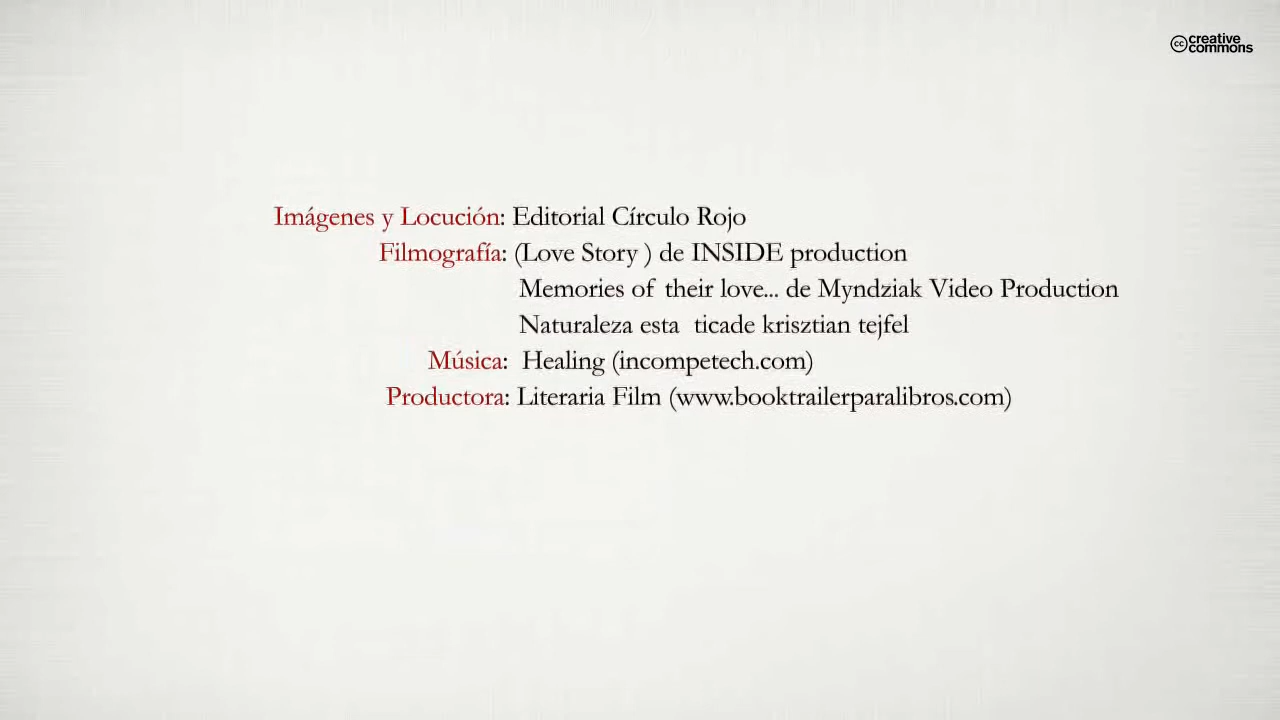 creative
commons
Imágenes y Locución: Editorial Círculo Rojo
Filmografía: (Love Story ) de INSIDE production
Memories of their love... de Myndziak Video Production
Naturaleza esta ticade krisztian tejfel
Música: Healing (incompetech.com)
Productora: Literaria Film (www.booktrailerparalibros.com)